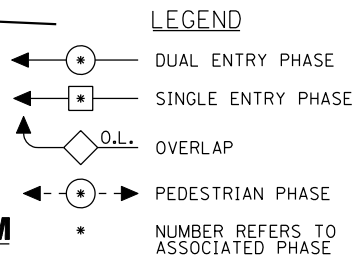 LEGEND
* DUAL ENTRY PHASE
* SINGLE ENTRY PHASE
O.L. OVERLAP
* PEDESTRIAN PHASE
M
* NUMBER REFERS TO
ASSOCIATED PHASE